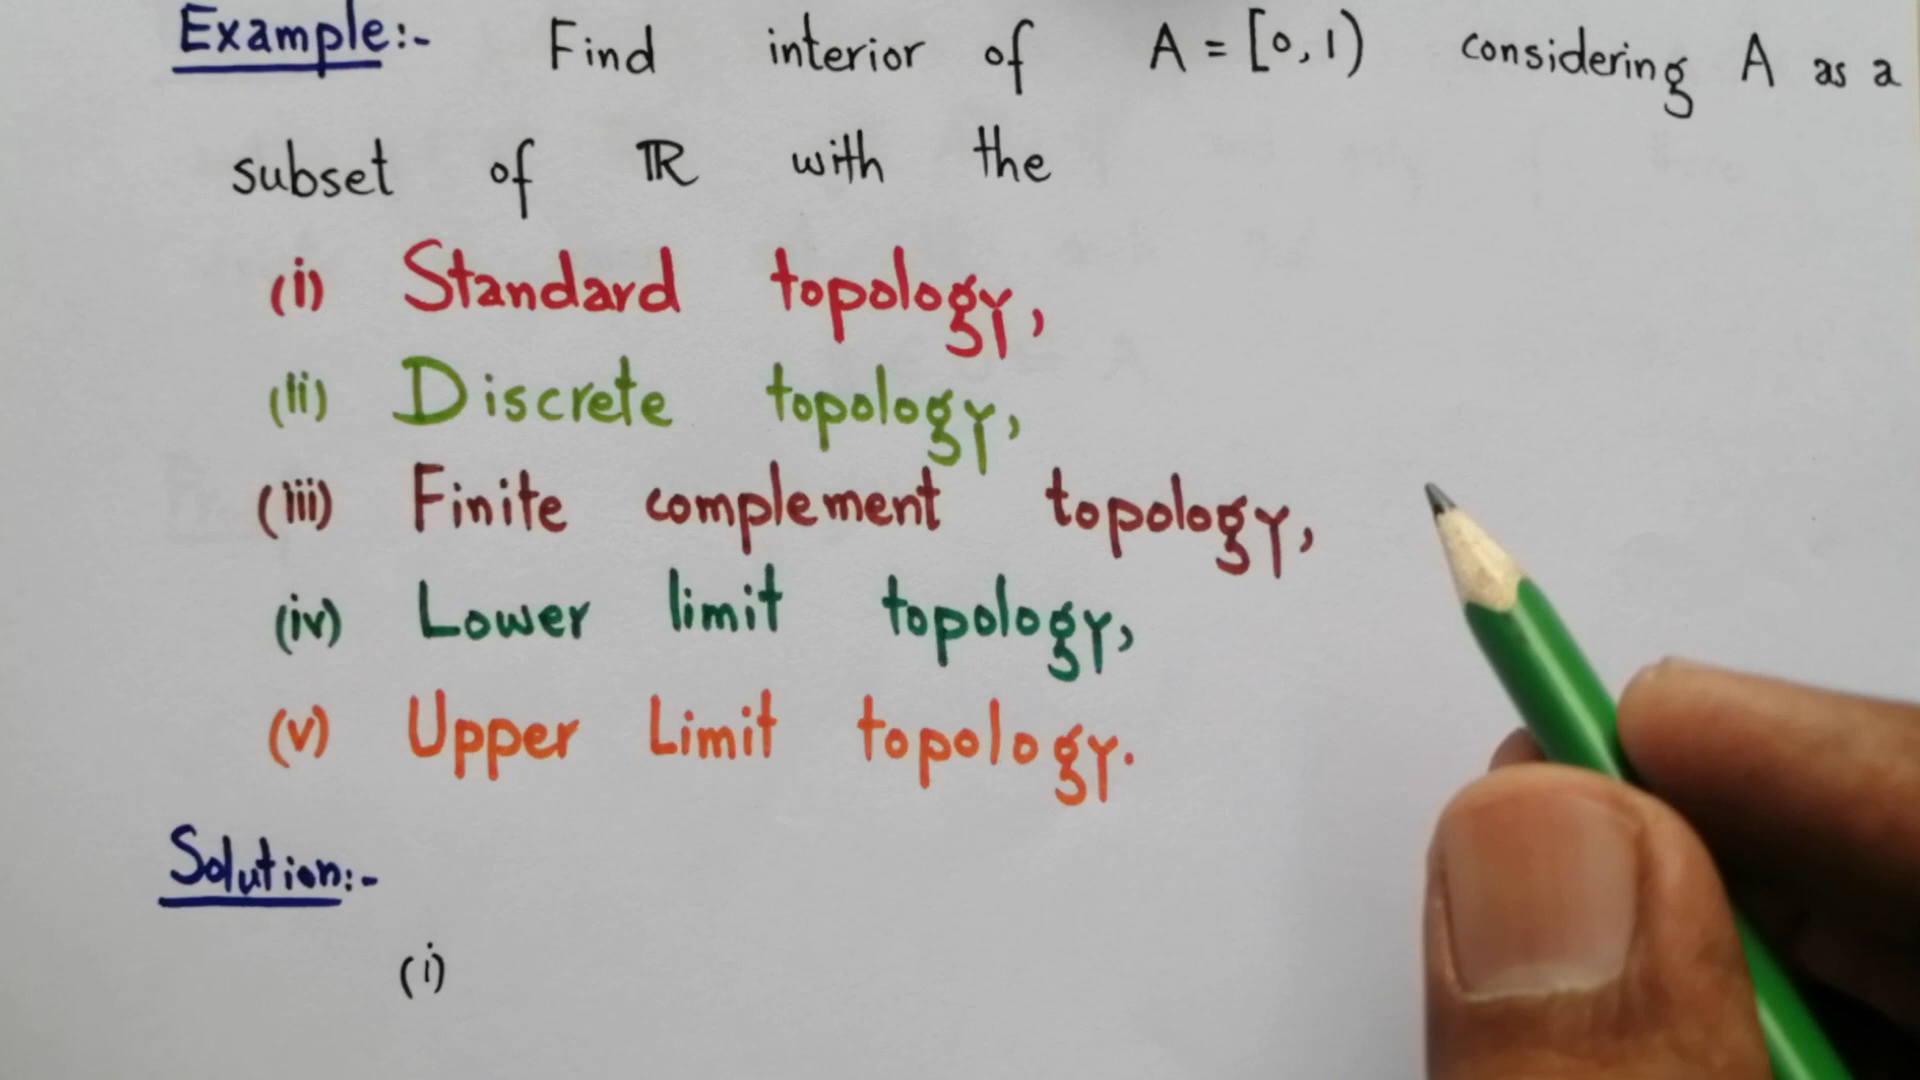 Example:- Find interior of A = [0, 1) considering A as a
subset of ℝ with the
(i) Standard topology,
(ii) Discrete topology,
(iii) Finite complement topology,
(iv) Lower limit topology,
(v) Upper Limit topology.
Solution:-
(i)